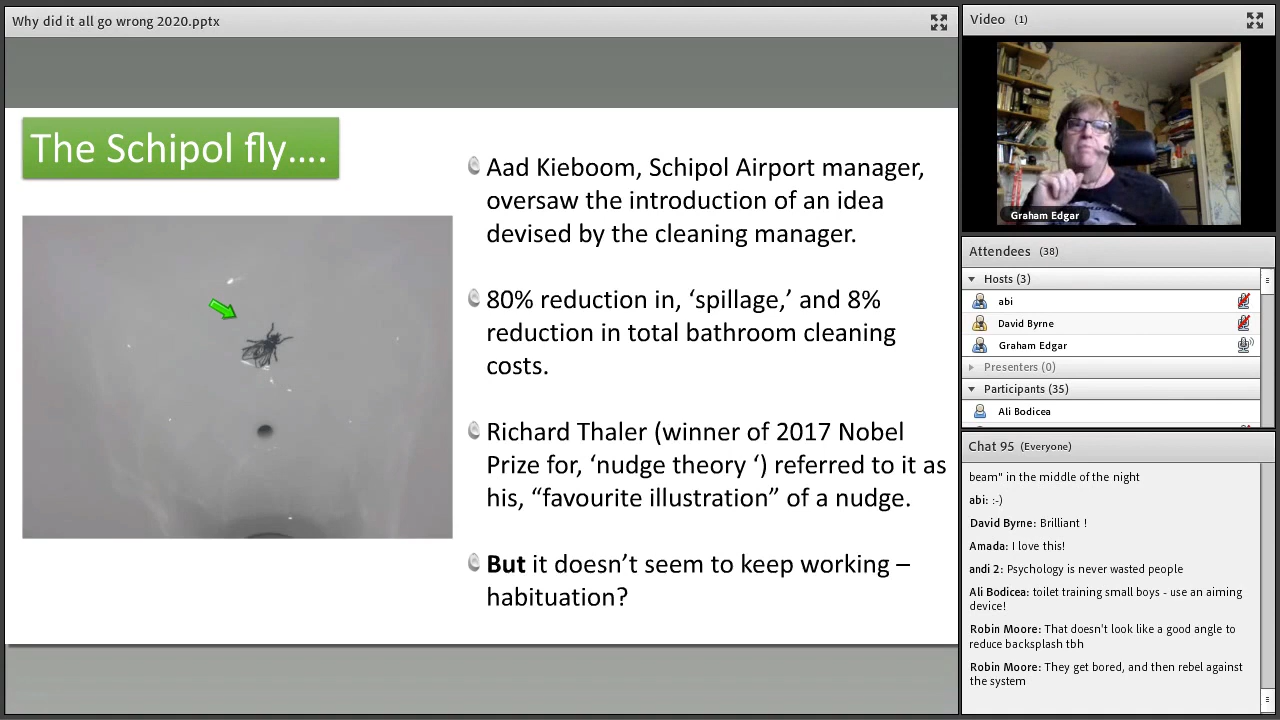 Why did it all go wrong 2020.pptx
The Schipol fly....
Aad Kieboom, Schipol Airport manager,
oversaw the introduction of an idea
devised by the cleaning manager.
80% reduction in, ‘spillage,’ and 8%
reduction in total bathroom cleaning
costs.
Richard Thaler (winner of 2017 Nobel
Prize for, ‘nudge theory ‘) referred to it as
his, “favourite illustration” of a nudge.
But it doesn’t seem to keep working –
habituation?
Video (1)
Graham Edgar
Attendees (38)
Hosts (3)
abi
David Byrne
Graham Edgar
Presenters (0)
Participants (35)
Ali Bodicea
Chat 95 (Everyone)
beam" in the middle of the night
abi: :-)
David Byrne: Brilliant !
Amada: I love this!
andi 2: Psychology is never wasted people
Ali Bodicea: toilet training small boys - use an aiming
device!
Robin Moore: That doesn't look like a good angle to
reduce backsplash tbh
Robin Moore: They get bored, and then rebel against
the system